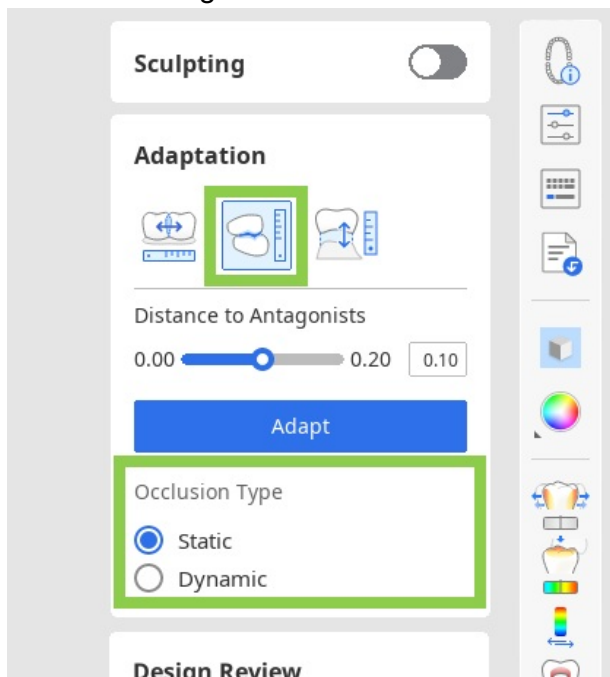 Sculpting
Adaptation
Distance to Antagonists
0.00 0.20 0.10
Adapt
Occlusion Type
Static
Dynamic
Design Review